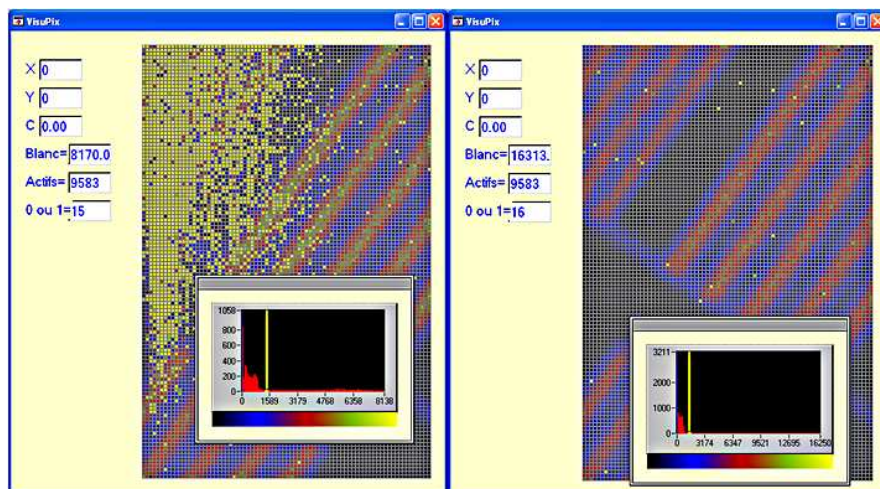 VisuPix
X 0
Y 0
C 0.00
Blanc= 8170.0
Actifs= 9583
0 ou 1= 15
1058
800
600
400
200
0
0 1589 3179 4768 6358 8138
VisuPix
X 0
Y 0
C 0.00
Blanc= 16313.
Actifs= 9583
0 ou 1= 16
3211
2000
1000
0
0 3174 6347 9521 12695 16250